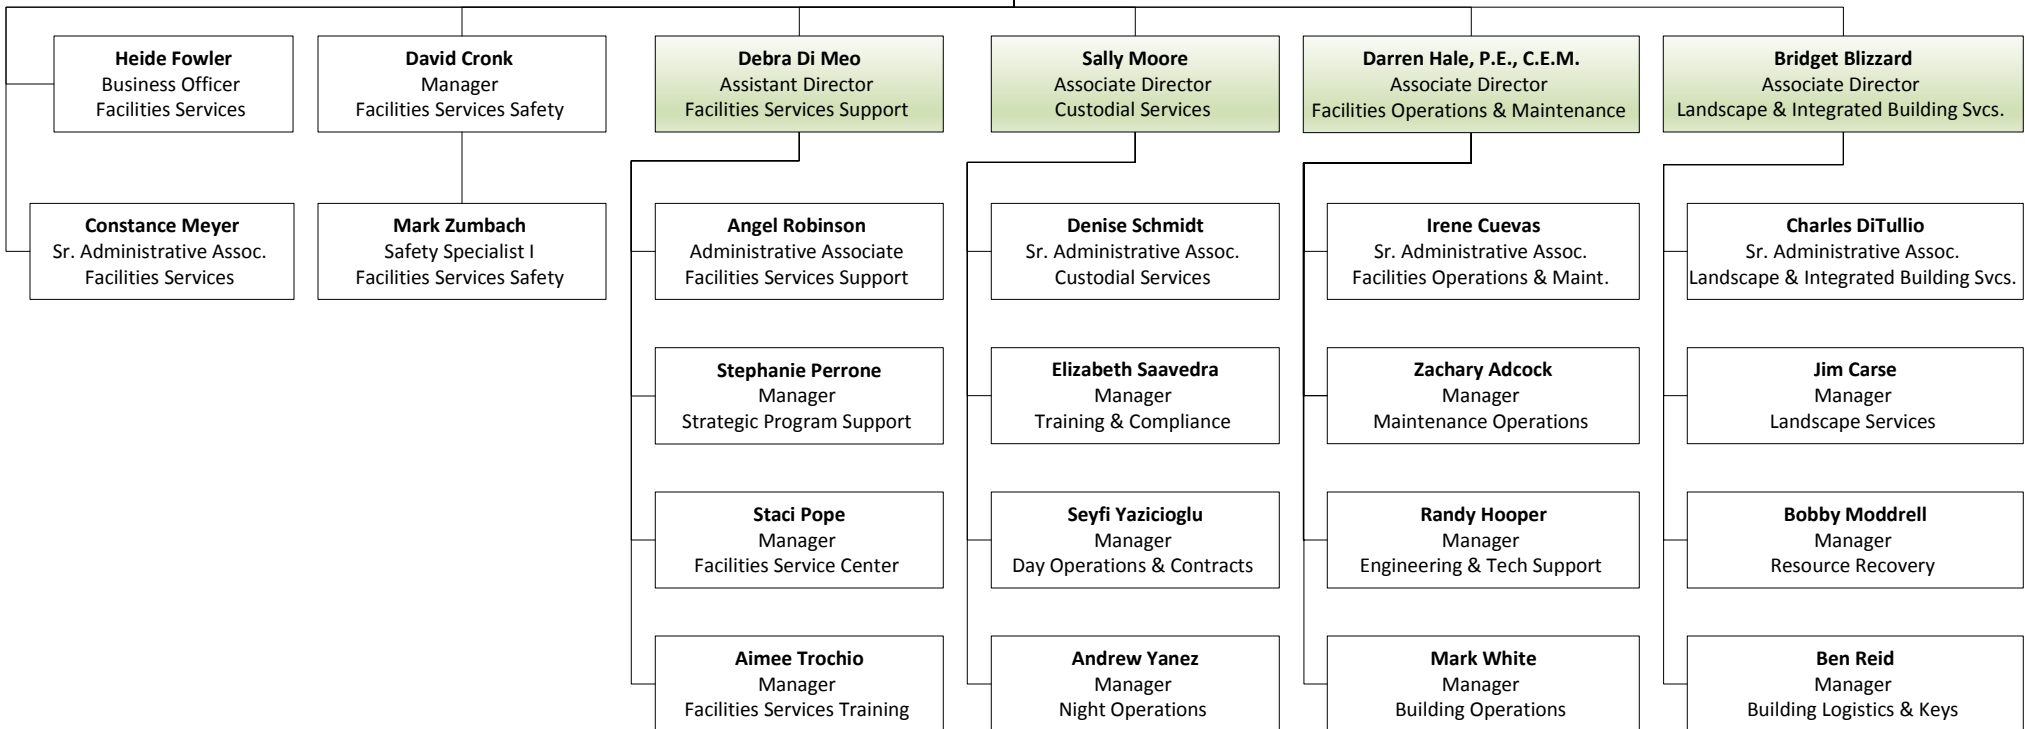 Heide Fowler
Business Officer
Facilities Services
David Cronk
Manager
Facilities Services Safety
Debra Di Meo
Assistant Director
Facilities Services Support
Sally Moore
Associate Director
Custodial Services
Darren Hale, P.E., C.E.M.
Associate Director
Facilities Operations & Maintenance
Bridget Blizzard
Associate Director
Landscape & Integrated Building Svcs.
Constance Meyer
Sr. Administrative Assoc.
Facilities Services
Mark Zumbach
Safety Specialist I
Facilities Services Safety
Angel Robinson
Administrative Associate
Facilities Services Support
Denise Schmidt
Sr. Administrative Assoc.
Custodial Services
Irene Cuevas
Sr. Administrative Assoc.
Facilities Operations & Maint.
Charles DiTullio
Sr. Administrative Assoc.
Landscape & Integrated Building Svcs.
Stephanie Perrone
Manager
Strategic Program Support
Elizabeth Saavedra
Manager
Training & Compliance
Zachary Adcock
Manager
Maintenance Operations
Jim Carse
Manager
Landscape Services
Staci Pope
Manager
Facilities Service Center
Seyfi Yazicioglu
Manager
Day Operations & Contracts
Randy Hooper
Manager
Engineering & Tech Support
Bobby Moddrell
Manager
Resource Recovery
Aimee Trochio
Manager
Facilities Services Training
Andrew Yanez
Manager
Night Operations
Mark White
Manager
Building Operations
Ben Reid
Manager
Building Logistics & Keys